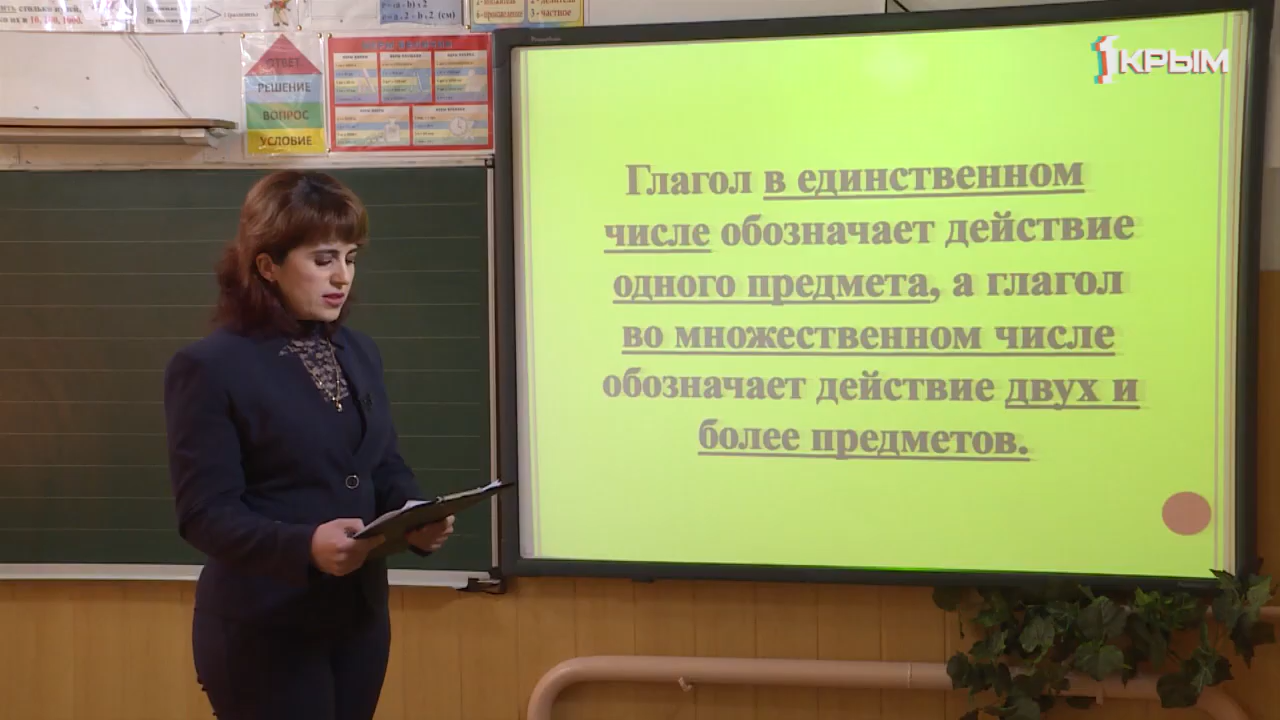 1КРЫМ
ОТВЕТ
РЕШЕНИЕ
ВОПРОС
УСЛОВИЕ
Глагол в единственном
числе обозначает действие
одного предмета, а глагол
во множественном числе
обозначает действие двух и
более предметов.